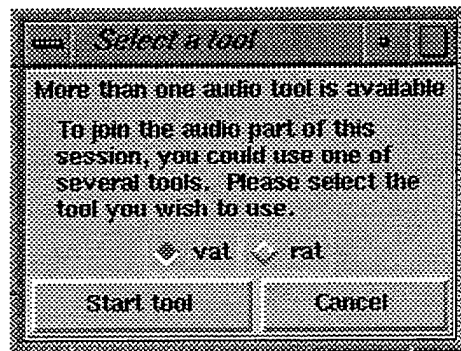 Select a tool
More than one audio tool is available
To join the audio part of this
session, you could use one of
several tools. Please select the
tool you wish to use.
vat rat
Start tool Cancel